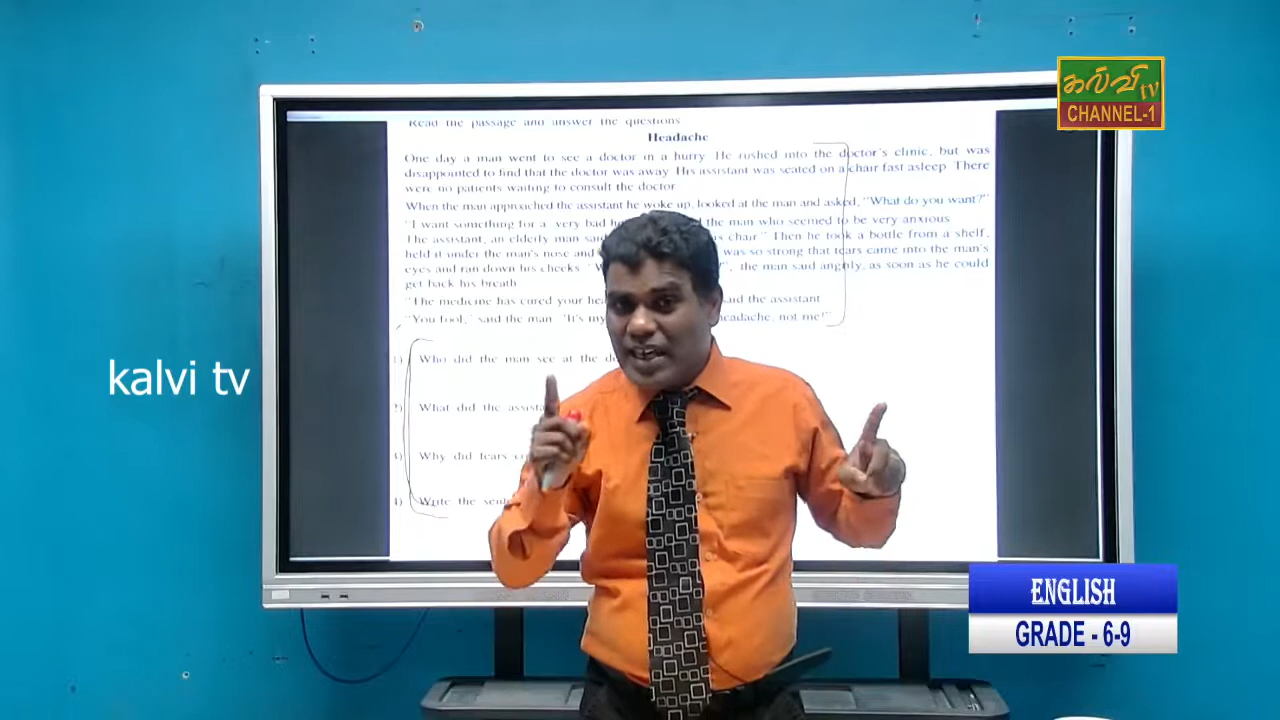 கல்வி TV
CHANNEL-1
Read the passage and answer the questions
Headache
One day a man went to see a doctor in a hurry. He rushed into the doctor's clinic, but was
disappointed to find that the doctor was away. His assistant was seated on a chair fast asleep. There
were no patients waiting to consult the doctor
When the man approached the assistant he woke up, looked at the man and asked, "What do you want?"
"I want something for a very bad the man who seemed to be very anxious
The assistant, an elderly man said chair." Then he took a bottle from a shelf,
held it under the man's nose and was so strong that tears came into the man's
eyes and ran down his cheeks. the man said angrily, as soon as he could
get back his breath
"The medicine has cured your said the assistant
"You fool,' said the man. "It's my headache, not me!"
1) Who did the man see at the
2) What did the
3) Why did tears
4) Write the
kalvi tv
ENGLISH
GRADE - 6-9